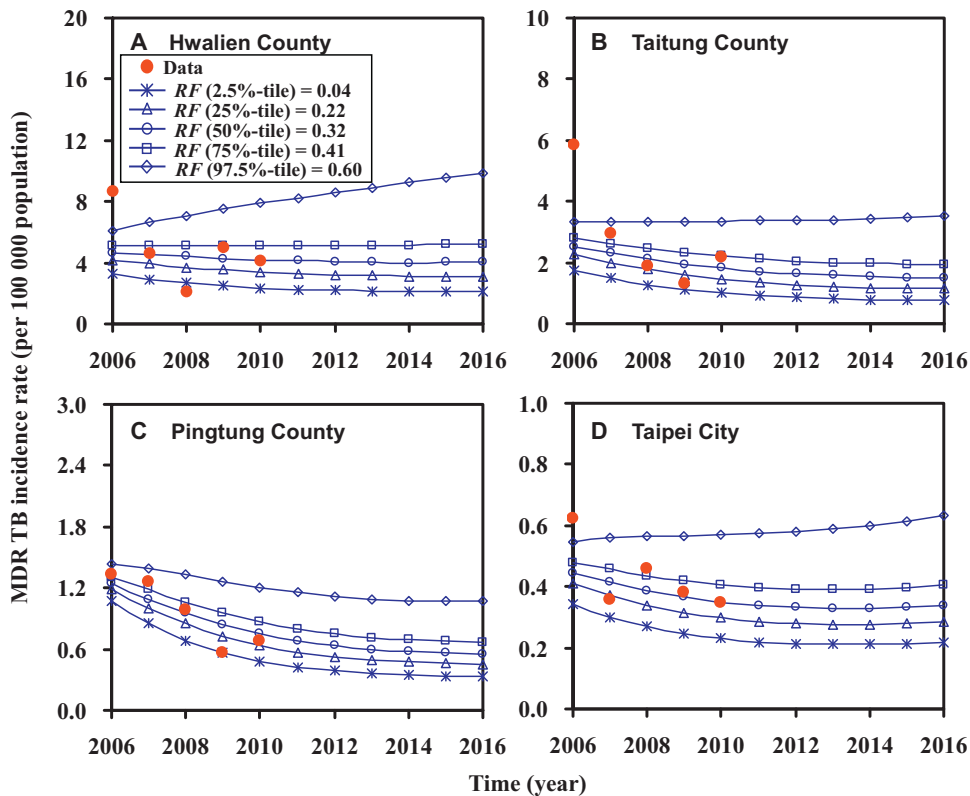 MDR TB incidence rate (per 100 000 population)
A Hwalien County
Data
RF (2.5%-tile) = 0.04
RF (25%-tile) = 0.22
RF (50%-tile) = 0.32
RF (75%-tile) = 0.41
RF (97.5%-tile) = 0.60
20
16
12
8
4
0
2006 2008 2010 2012 2014 2016
B Taitung County
10
8
6
4
2
0
2006 2008 2010 2012 2014 2016
C Pingtung County
3.0
2.4
1.8
1.2
0.6
0.0
2006 2008 2010 2012 2014 2016
D Taipei City
1.0
0.8
0.6
0.4
0.2
0.0
2006 2008 2010 2012 2014 2016
Time (year)